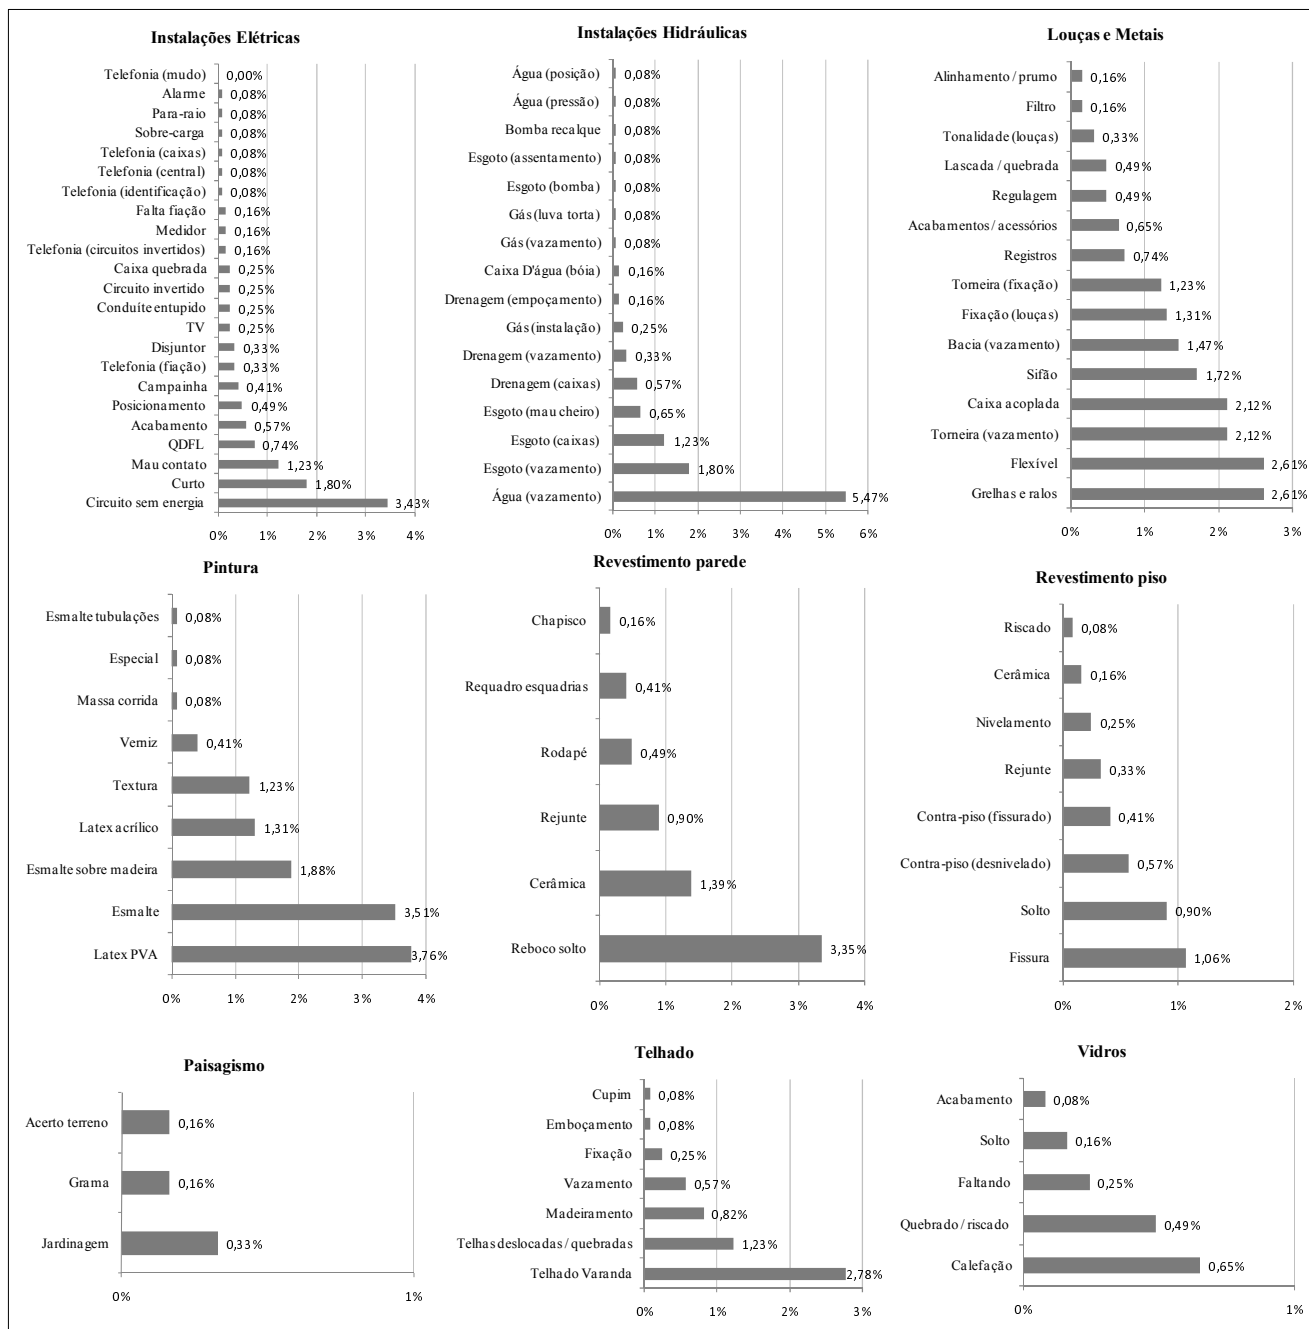 Instalações Elétricas
Telefonia (mudo) 0,00%
Alarme 0,08%
Para-raio 0,08%
Sobre-carga 0,08%
Telefonia (caixas) 0,08%
Telefonia (central) 0,08%
Telefonia (identificação) 0,08%
Falta fiação 0,16%
Medidor 0,16%
Telefonia (circuitos invertidos) 0,16%
Caixa quebrada 0,25%
Circuito invertido 0,25%
Conduíte entupido 0,25%
TV 0,25%
Disjuntor 0,33%
Telefonia (fiação) 0,33%
Campainha 0,41%
Posicionamento 0,49%
Acabamento 0,57%
QDFL 0,74%
Mau contato 1,23%
Curto 1,80%
Circuito sem energia 3,43%
0% 1% 2% 3% 4%
Instalações Hidráulicas
Água (posição) 0,08%
Água (pressão) 0,08%
Bomba recalque 0,08%
Esgoto (assentamento) 0,08%
Esgoto (bomba) 0,08%
Gás (luva torta) 0,08%
Gás (vazamento) 0,08%
Caixa D'água (bóia) 0,16%
Drenagem (empoçamento) 0,16%
Gás (instalação) 0,25%
Drenagem (vazamento) 0,33%
Drenagem (caixas) 0,57%
Esgoto (mau cheiro) 0,65%
Esgoto (caixas) 1,23%
Esgoto (vazamento) 1,80%
Água (vazamento) 5,47%
0% 1% 2% 3% 4% 5% 6%
Louças e Metais
Alinhamento / prumo 0,16%
Filtro 0,16%
Tonalidade (louças) 0,33%
Lascada / quebrada 0,49%
Regulagem 0,49%
Acabamentos / acessórios 0,65%
Registros 0,74%
Torneira (fixação) 1,23%
Fixação (louças) 1,31%
Bacia (vazamento) 1,47%
Sifão 1,72%
Caixa acoplada 2,12%
Torneira (vazamento) 2,12%
Flexível 2,61%
Grelhas e ralos 2,61%
0% 1% 2% 3%
Pintura
Esmalte tubulações 0,08%
Especial 0,08%
Massa corrida 0,08%
Verniz 0,41%
Textura 1,23%
Latex acrílico 1,31%
Esmalte sobre madeira 1,88%
Esmalte 3,51%
Latex PVA 3,76%
0% 1% 2% 3% 4%
Revestimento parede
Chapisco 0,16%
Requadro esquadrias 0,41%
Rodapé 0,49%
Rejunte 0,90%
Cerâmica 1,39%
Reboco solto 3,35%
0% 1% 2% 3% 4%
Revestimento piso
Riscado 0,08%
Cerâmica 0,16%
Nivelamento 0,25%
Rejunte 0,33%
Contra-piso (fissurado) 0,41%
Contra-piso (desnivelado) 0,57%
Solto 0,90%
Fissura 1,06%
0% 1% 2%
Paisagismo
Acerto terreno 0,16%
Grama 0,16%
Jardinagem 0,33%
0% 1%
Telhado
Cupim 0,08%
Emboçamento 0,08%
Fixação 0,25%
Vazamento 0,57%
Madeiramento 0,82%
Telhas deslocadas / quebradas 1,23%
Telhado Varanda 2,78%
0% 1% 2% 3%
Vidros
Acabamento 0,08%
Solto 0,16%
Faltando 0,25%
Quebrado / riscado 0,49%
Calefação 0,65%
0% 1%